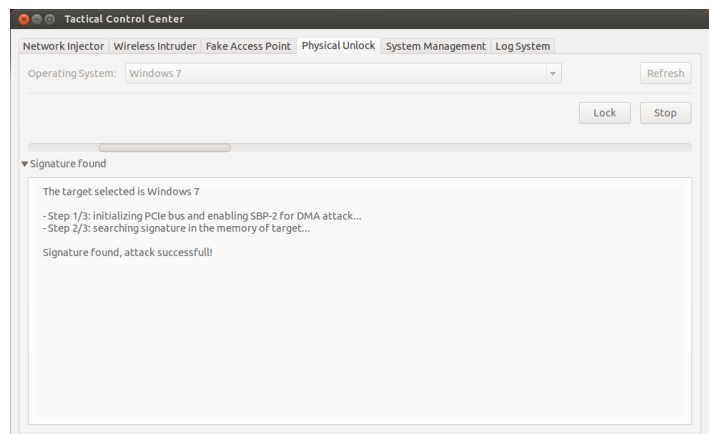 Tactical Control Center
Network Injector Wireless Intruder Fake Access Point Physical Unlock System Management Log System
Operating System: Windows 7 Refresh
Lock Stop
Signature found
The target selected is Windows 7
- Step 1/3: initializing PCIe bus and enabling SBP-2 for DMA attack...
- Step 2/3: searching signature in the memory of target...
Signature found, attack successfull!